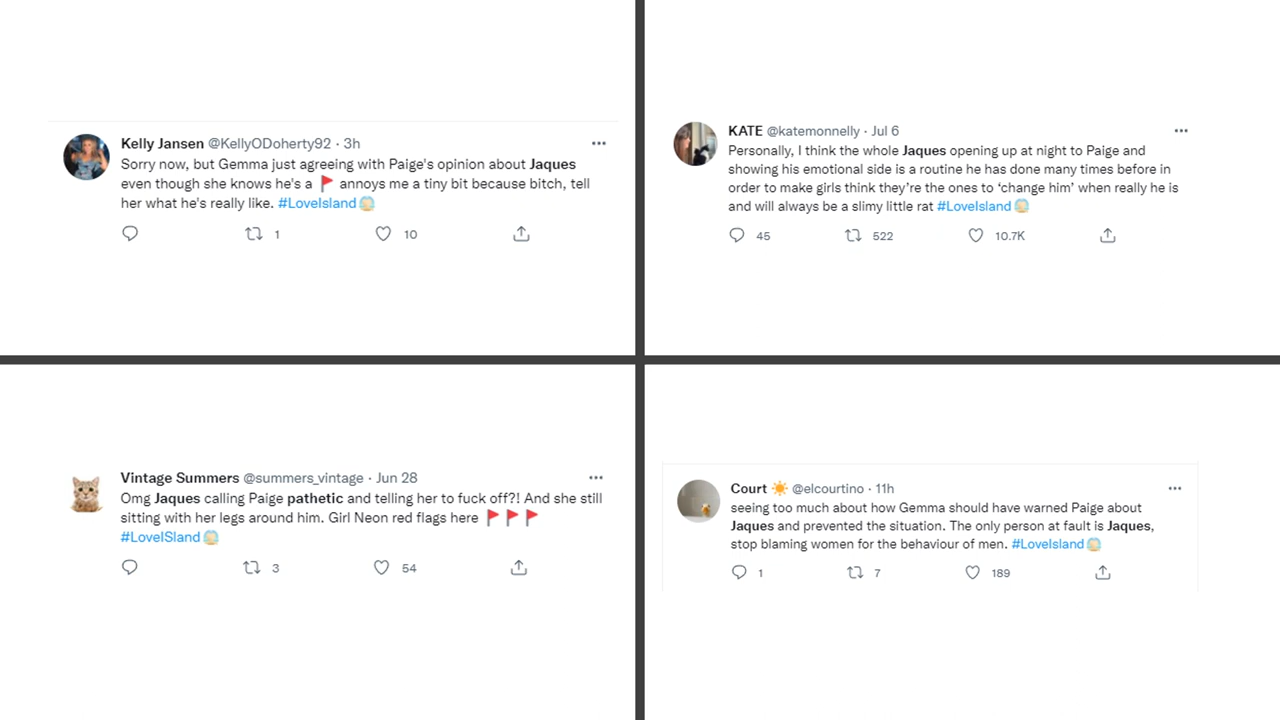 Kelly Jansen @KellyODoherty92 · 3h
Sorry now, but Gemma just agreeing with Paige's opinion about Jaques
even though she knows he's a 🚩 annoys me a tiny bit because bitch, tell
her what he's really like. #LoveIsland
1 10
KATE @katemonnelly · Jul 6
Personally, I think the whole Jaques opening up at night to Paige and
showing his emotional side is a routine he has done many times before in
order to make girls think they're the ones to ‘change him’ when really he is
and will always be a slimy little rat #LoveIsland
45 522 10.7K
Vintage Summers @summers_vintage · Jun 28
Omg Jaques calling Paige pathetic and telling her to fuck off?! And she still
sitting with her legs around him. Girl Neon red flags here 🚩🚩🚩
#LoveISland
3 54
Court ☀️ @elcourtino · 11h
seeing too much about how Gemma should have warned Paige about
Jaques and prevented the situation. The only person at fault is Jaques,
stop blaming women for the behaviour of men. #LoveIsland
1 7 189